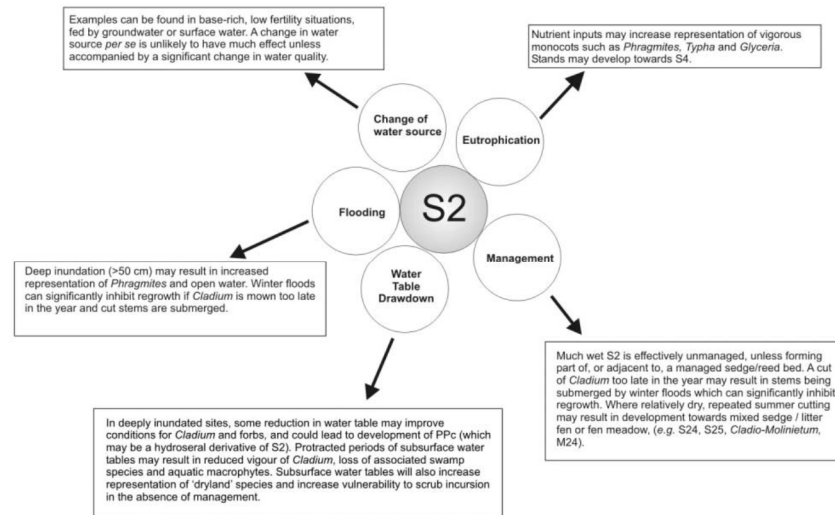 Examples can be found in base-rich, low fertility situations,
fed by groundwater or surface water. A change in water
source per se is unlikely to have much effect unless
accompanied by a significant change in water quality.
Nutrient inputs may increase representation of vigorous
monocots such as Phragmites, Typha and Glyceria.
Stands may develop towards S4.
Change of
water source
Eutrophication
S2
Flooding
Management
Water
Table
Drawdown
Deep inundation (>50 cm) may result in increased
representation of Phragmites and open water. Winter floods
can significantly inhibit regrowth if Cladium is mown too late
in the year and cut stems are submerged.
Much wet S2 is effectively unmanaged, unless forming
part of, or adjacent to, a managed sedge/reed bed. A cut
of Cladium too late in the year may result in stems being
submerged by winter floods which can significantly inhibit
regrowth. Where relatively dry, repeated summer cutting
may result in development towards mixed sedge / litter
fen or fen meadow, (e.g. S24, S25, Cladio-Molinietum,
M24).
In deeply inundated sites, some reduction in water table may improve
conditions for Cladium and forbs, and could lead to development of PPc (which
may be a hydroseral derivative of S2). Protracted periods of subsurface water
tables may result in reduced vigour of Cladium, loss of associated swamp
species and aquatic macrophytes. Subsurface water tables will also increase
representation of 'dryland' species and increase vulnerability to scrub incursion
in the absence of management.